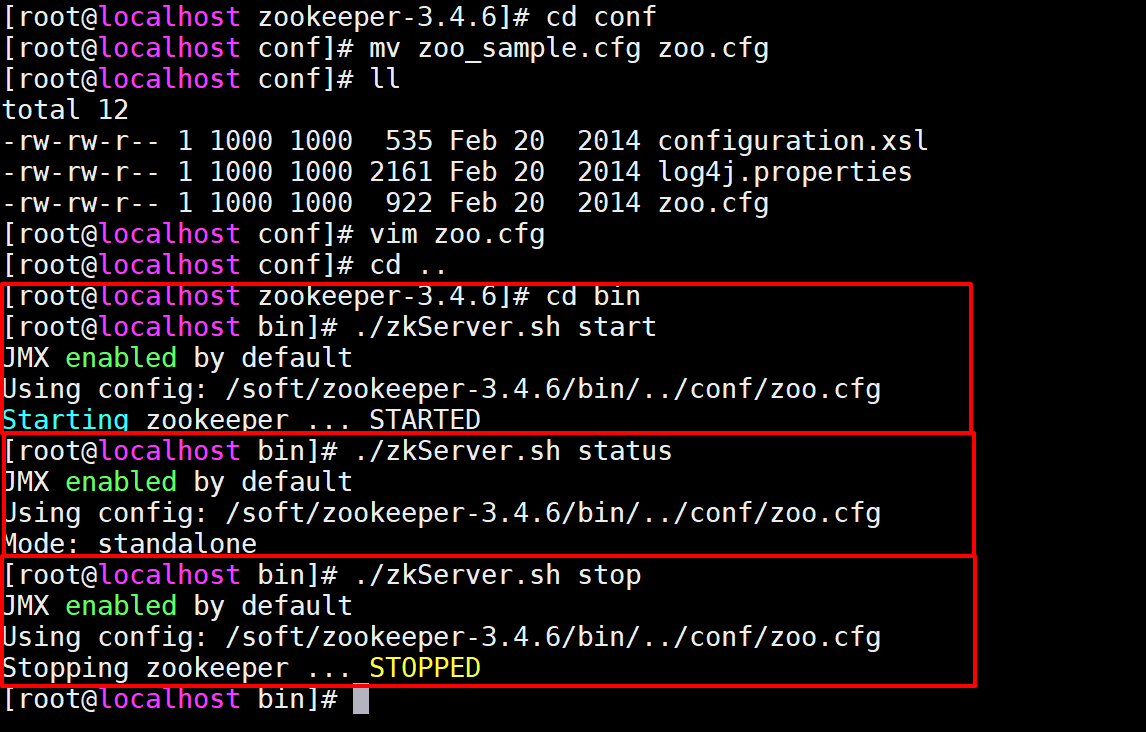 [root@localhost zookeeper-3.4.6]# cd conf
[root@localhost conf]# mv zoo_sample.cfg zoo.cfg
[root@localhost conf]# ll
total 12
-rw-rw-r-- 1 1000 1000  535 Feb 20  2014 configuration.xsl
-rw-rw-r-- 1 1000 1000 2161 Feb 20  2014 log4j.properties
-rw-rw-r-- 1 1000 1000  922 Feb 20  2014 zoo.cfg
[root@localhost conf]# vim zoo.cfg
[root@localhost conf]# cd ..
[root@localhost zookeeper-3.4.6]# cd bin
[root@localhost bin]# ./zkServer.sh start
JMX enabled by default
Using config: /soft/zookeeper-3.4.6/bin/../conf/zoo.cfg
Starting zookeeper ... STARTED
[root@localhost bin]# ./zkServer.sh status
JMX enabled by default
Using config: /soft/zookeeper-3.4.6/bin/../conf/zoo.cfg
Mode: standalone
[root@localhost bin]# ./zkServer.sh stop
JMX enabled by default
Using config: /soft/zookeeper-3.4.6/bin/../conf/zoo.cfg
Stopping zookeeper ... STOPPED
[root@localhost bin]#